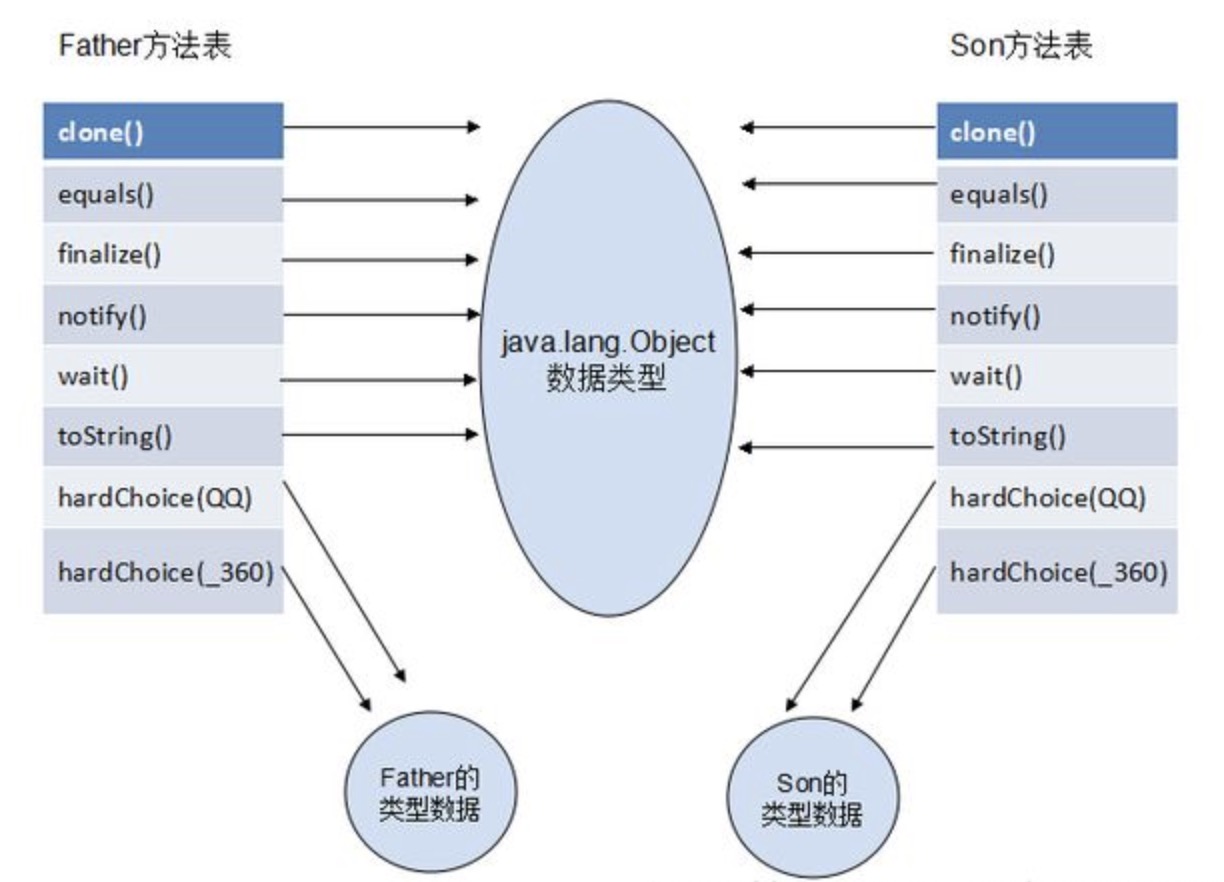 Father方法表
Son方法表
clone()
equals()
finalize()
notify()
wait()
toString()
hardChoice(QQ)
hardChoice(_360)
java.lang.Object
数据类型
clone()
equals()
finalize()
notify()
wait()
toString()
hardChoice(QQ)
hardChoice(_360)
Father的
类型数据
Son的
类型数据